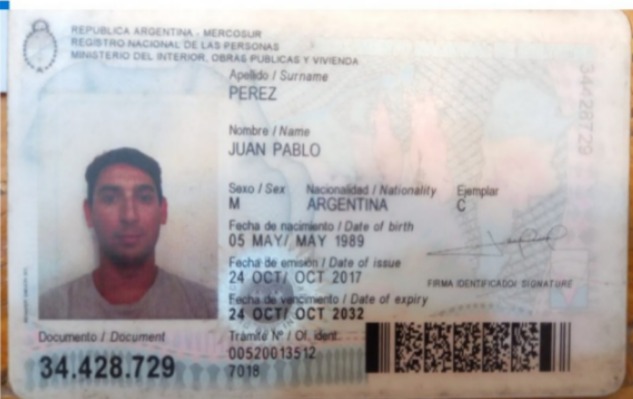 REPUBLICA ARGENTINA - MERCOSUR
REGISTRO NACIONAL DE LAS PERSONAS
MINISTERIO DEL INTERIOR, OBRAS PUBLICAS Y VIVIENDA
Apellido / Surname
PEREZ
Nombre / Name
JUAN PABLO
Sexo / Sex Nacionalidad / Nationality Ejemplar
M ARGENTINA C
Fecha de nacimiento / Date of birth
05 MAY/ MAY 1989
Fecha de emisión / Date of issue
24 OCT/ OCT 2017
FIRMA IDENTIFICADO/ SIGNATURE
Fecha de vencimiento / Date of expiry
24 OCT/ OCT 2032
Documento / Document
34.428.729
Trámite Nº / Of. ident.
00520013512
7018
34428729